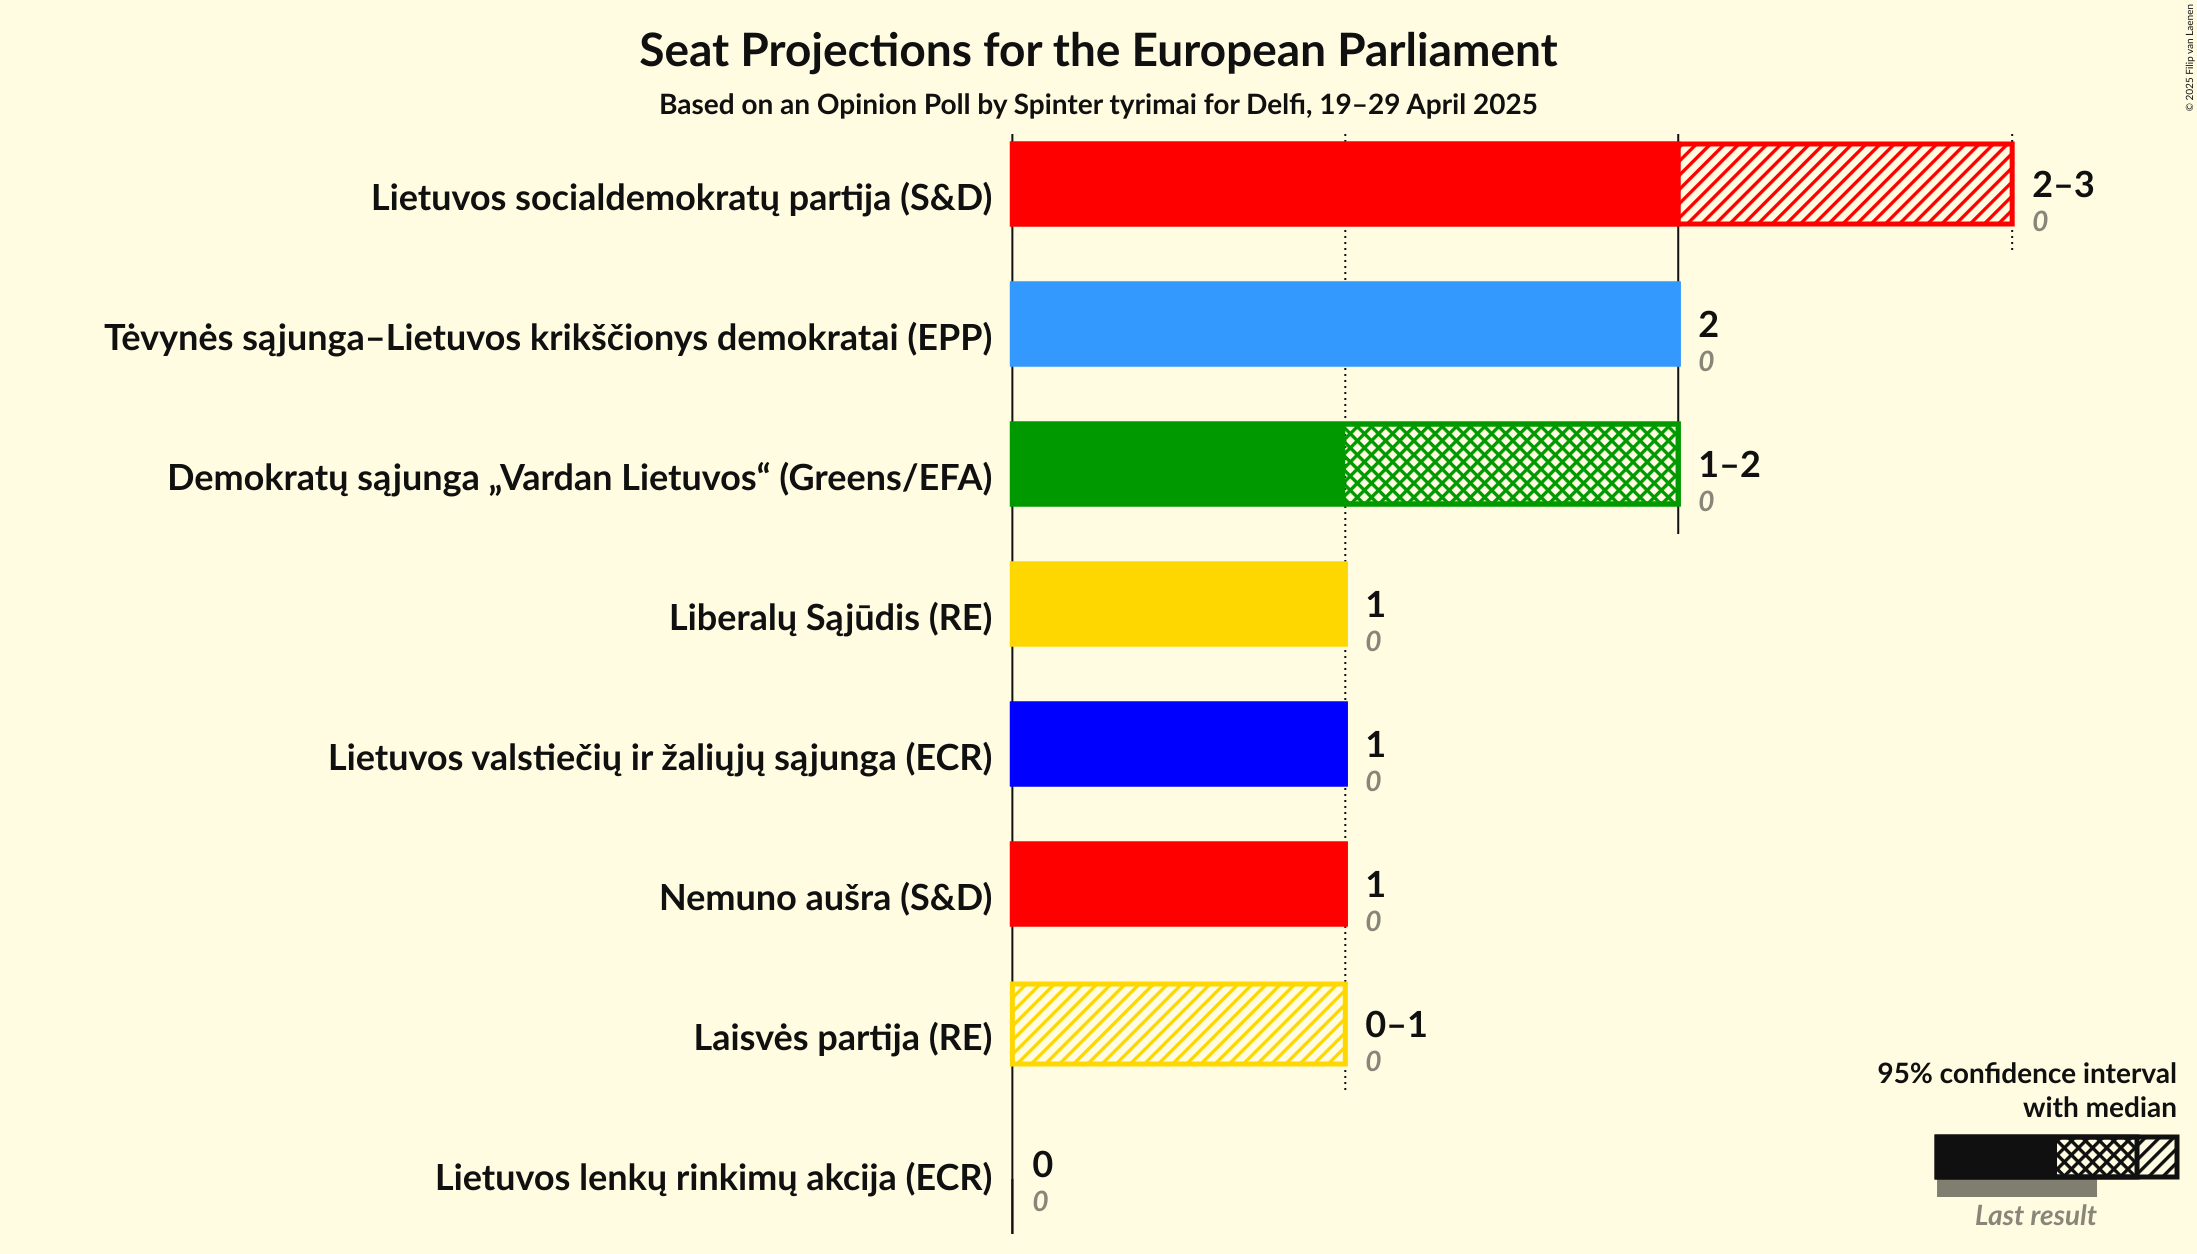 Seat Projections for the European Parliament
Based on an Opinion Poll by Spinter tyrimai for Delfi, 19–29 April 2025
© 2025 Filip van Laenen
Lietuvos socialdemokratų partija (S&D)
2–3
0
Tėvynės sąjunga–Lietuvos krikščionys demokratai (EPP)
2
0
Demokratų sąjunga „Vardan Lietuvos“ (Greens/EFA)
1–2
0
Liberalų Sąjūdis (RE)
1
0
Lietuvos valstiečių ir žaliųjų sąjunga (ECR)
1
0
Nemuno aušra (S&D)
1
0
Laisvės partija (RE)
0–1
0
Lietuvos lenkų rinkimų akcija (ECR)
0
0
95% confidence interval
with median
Last result